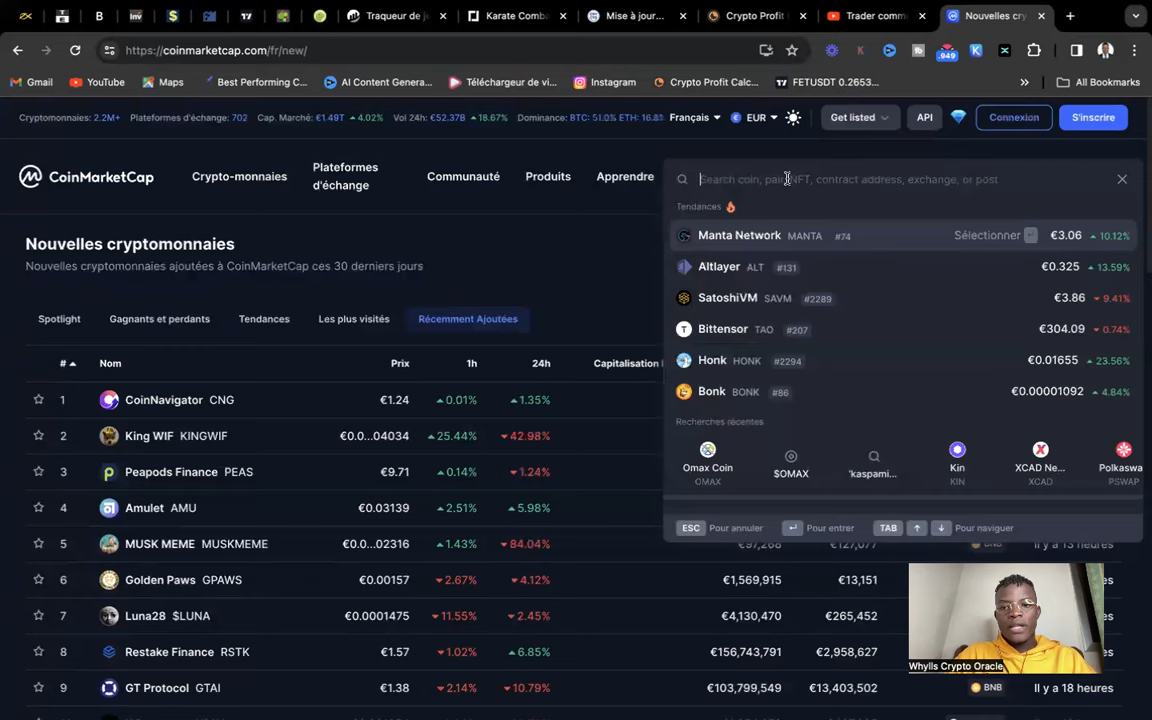 Traqueur de je
Karate Comba
Mise à jour...
Crypto Profit
Trader comm
Nouvelles cry
https://coinmarketcap.com/fr/new/
.949
Gmail
YouTube
Maps
Best Performing C...
AI Content Genera...
Téléchargeur de vi...
Instagram
Crypto Profit Calc...
FETUSDT 0.2653...
All Bookmarks
Cryptomonnaies: 2.2M+ Plateformes d'échange: 702 Cap. Marché: €1.49T 4.02% Vol 24h: €52.37B 18.67% Dominance: BTC: 51.0% ETH: 16.8%
Français
EUR
Get listed
API
Connexion
S'inscrire
CoinMarketCap
Crypto-monnaies
Plateformes
d'échange
Communauté
Produits
Apprendre
Search coin, pair, NFT, contract address, exchange, or post
Tendances
Manta Network MANTA #74 Sélectionner €3.06 10.12%
Altlayer ALT #131 €0.325 13.59%
SatoshiVM SAVM #2289 €3.86 9.41%
Bittensor TAO #207 €304.09 0.74%
Honk HONK #2294 €0.01655 23.56%
Bonk BONK #86 €0.00001092 4.84%
Recherches récentes
Omax Coin
OMAX
$OMAX
'kaspami...
Kin
KIN
XCAD Ne...
XCAD
Polkaswa
PSWAP
ESC Pour annuler
Pour entrer
TAB Pour naviguer
Nouvelles cryptomonnaies
Nouvelles cryptomonnaies ajoutées à CoinMarketCap ces 30 derniers jours
Spotlight
Gagnants et perdants
Tendances
Les plus visités
Récemment Ajoutées
# Nom Prix 1h 24h Capitalisation
1 CoinNavigator CNG €1.24 0.01% 1.35%
2 King WIF KINGWIF €0.0...04034 25.44% 42.98%
3 Peapods Finance PEAS €9.71 0.14% 1.24%
4 Amulet AMU €0.03139 2.51% 5.98%
5 MUSK MEME MUSKMEME €0.0...02316 1.43% 84.04% €97,268 €127,077 BNB Il y a 13 heures
6 Golden Paws GPAWS €0.00157 2.67% 4.12% €1,569,915 €13,151
7 Luna28 $LUNA €0.0001475 11.55% 2.45% €4,130,470 €265,452
8 Restake Finance RSTK €1.57 1.02% 6.85% €156,743,791 €2,958,627
9 GT Protocol GTAI €1.38 2.14% 10.79% €103,799,549 €13,403,502 BNB Il y a 18 heures
Whylls Crypto Oracle